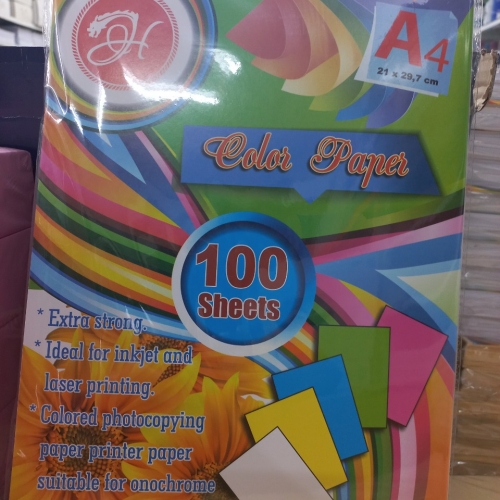 H
A4
21 x 29,7 cm
Color Paper
100
Sheets
* Extra strong.
* Ideal for inkjet and
laser printing.
* Colored photocopying
paper printer paper
suitable for onochrome